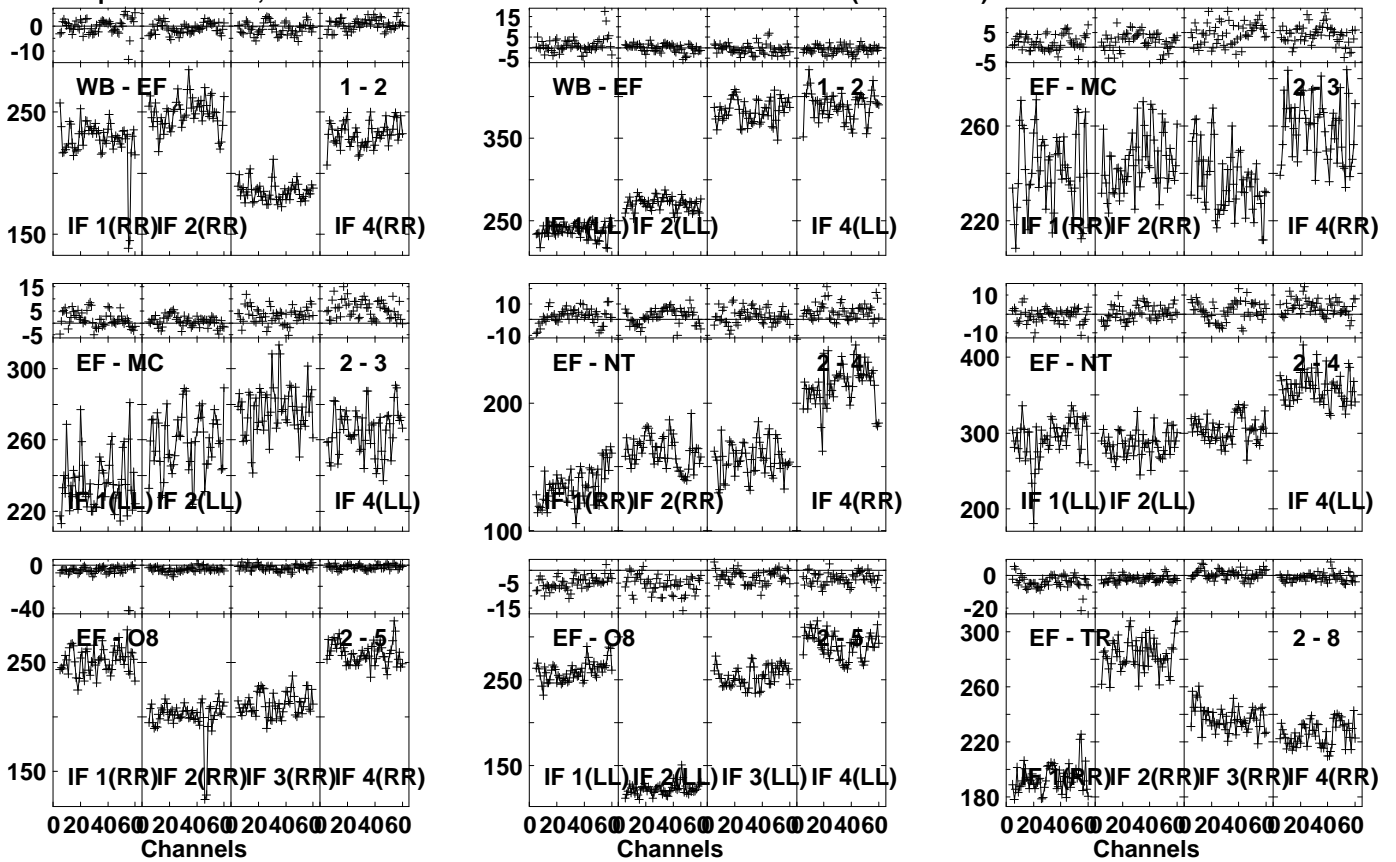 0
-10
WB - EF
1 - 2
250
150
IF 1(RR)
IF 2(RR)
IF 4(RR)
15
5
-5
WB - EF
1 - 2
350
250
IF 1(LL)
IF 2(LL)
IF 4(LL)
5
-5
EF - MC
2 - 3
260
220
IF 1(RR)
IF 2(RR)
IF 4(RR)
15
5
-5
EF - MC
2 - 3
300
260
220
IF 1(LL)
IF 2(LL)
IF 4(LL)
10
0
-10
EF - NT
2 - 4
200
100
IF 1(RR)
IF 2(RR)
IF 4(RR)
10
-10
EF - NT
2 - 4
400
300
200
IF 1(LL)
IF 2(LL)
IF 4(LL)
0
-40
EF - O8
2 - 5
250
150
IF 1(RR)
IF 2(RR)
IF 3(RR)
IF 4(RR)
0 20 40 60 0 20 40 60 0 20 40 60 0 20 40 60
Channels
-5
-15
EF - O8
2 - 5
250
150
IF 1(LL)
IF 2(LL)
IF 3(LL)
IF 4(LL)
0 20 40 60 0 20 40 60 0 20 40 60 0 20 40 60
Channels
0
-20
EF - TR
2 - 8
300
260
220
180
IF 1(RR)
IF 2(RR)
IF 3(RR)
IF 4(RR)
0 20 40 60 0 20 40 60 0 20 40 60 0 20 40 60
Channels